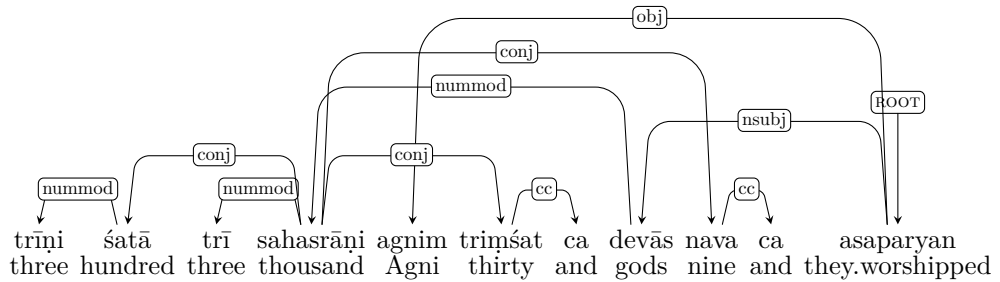 obj
conj
nummod
ROOT
nsubj
conj conj
nummod nummod cc cc
trīṇi śatā trī sahasrāṇi agnim triṃśat ca devās nava ca asaparyan
three hundred three thousand Agni thirty and gods nine and they.worshipped